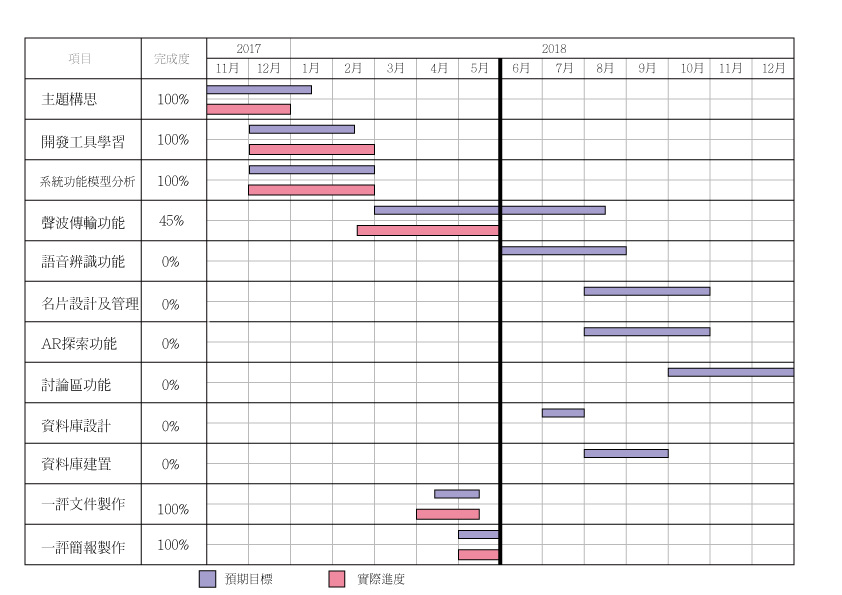 項目 完成度 2017 2018
11月 12月 1月 2月 3月 4月 5月 6月 7月 8月 9月 10月 11月 12月
主題構思 100%
開發工具學習 100%
系統功能模型分析 100%
聲波傳輸功能 45%
語音辨識功能 0%
名片設計及管理 0%
AR探索功能 0%
討論區功能 0%
資料庫設計 0%
資料庫建置 0%
一評文件製作 100%
一評簡報製作 100%
預期目標 實際進度